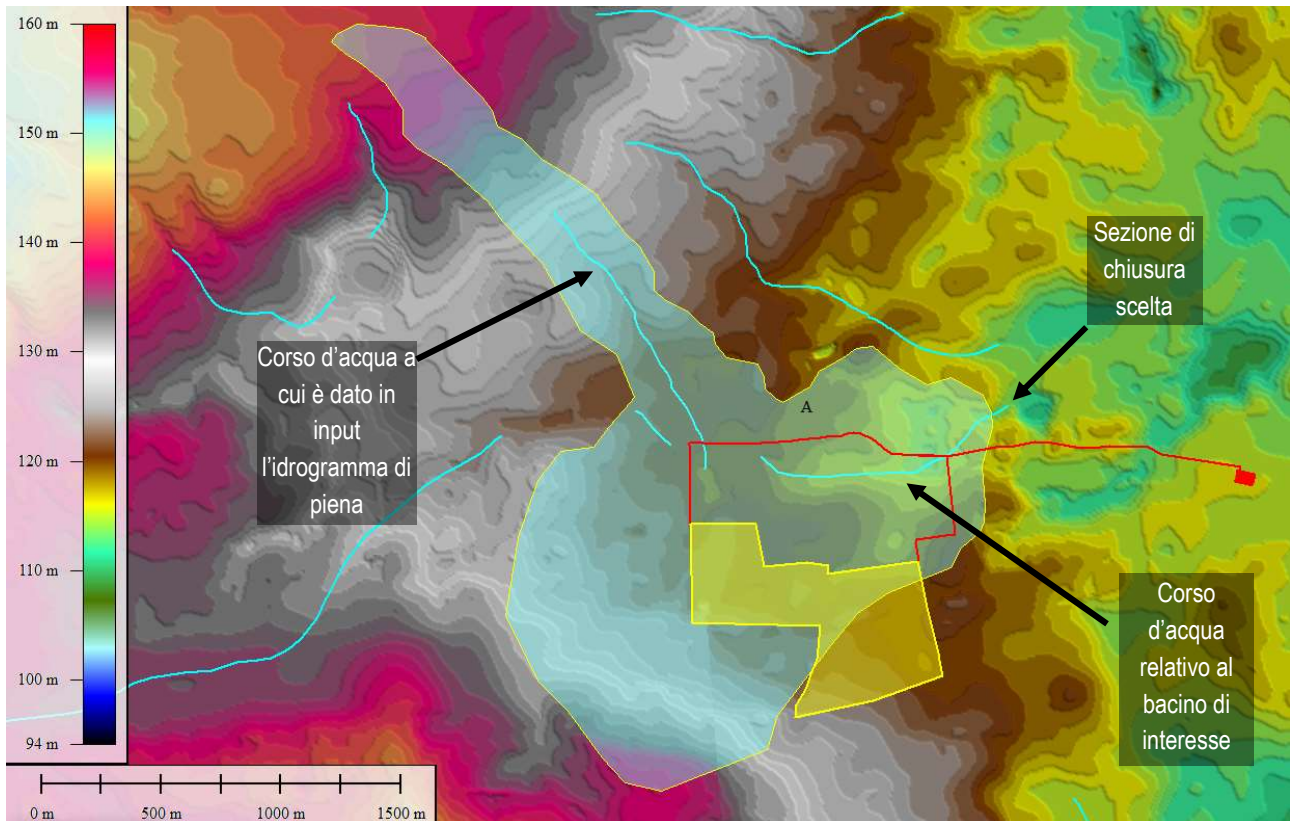 160 m
150 m
140 m
130 m
120 m
110 m
100 m
94 m
0 m
500 m
1000 m
1500 m
Corso d’acqua a
cui è dato in
input
l’idrogramma di
piena
A
Sezione di
chiusura
scelta
Corso
d’acqua
relativo al
bacino di
interesse